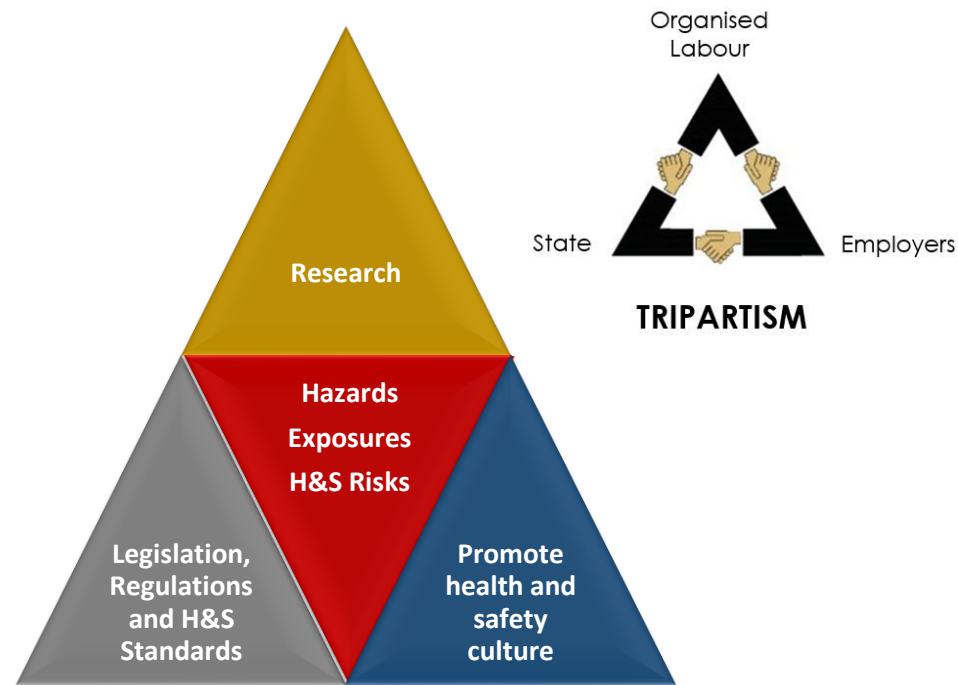 Organised
Labour
State
Employers
TRIPARTISM
Research
Hazards
Exposures
H&S Risks
Legislation,
Regulations
and H&S
Standards
Promote
health and
safety
culture